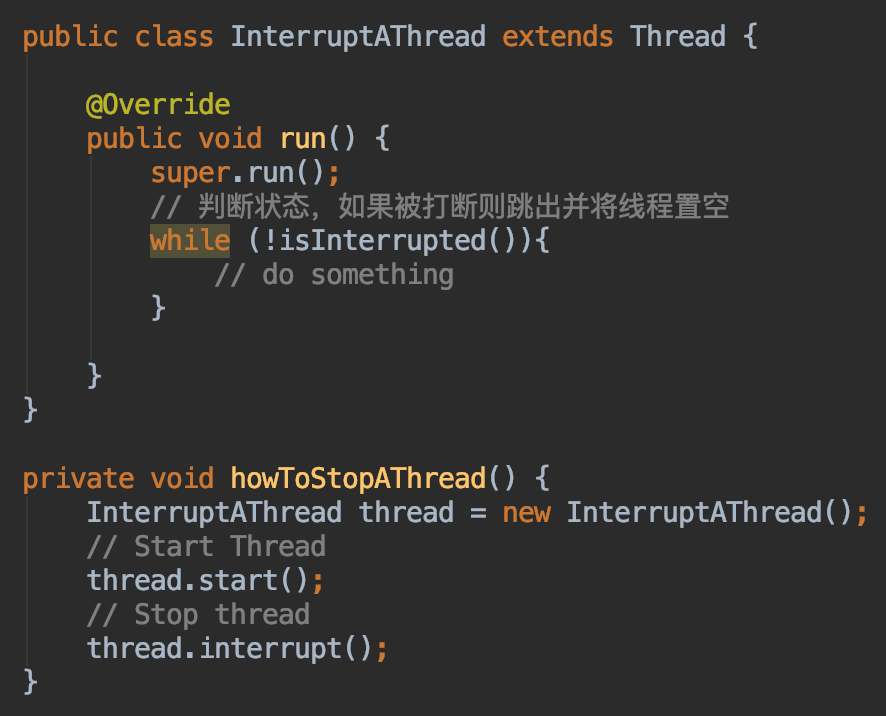 public class InterruptAThread extends Thread {
@Override
public void run() {
super.run();
// 判断状态，如果被打断则跳出并将线程置空
while (!isInterrupted()){
// do something
}
}
}
private void howToStopAThread() {
InterruptAThread thread = new InterruptAThread();
// Start Thread
thread.start();
// Stop thread
thread.interrupt();
}